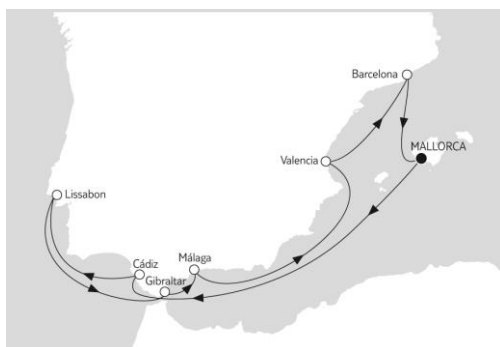 Barcelona
MALLORCA
Valencia
Lissabon
Málaga
Cádiz
Gibraltar